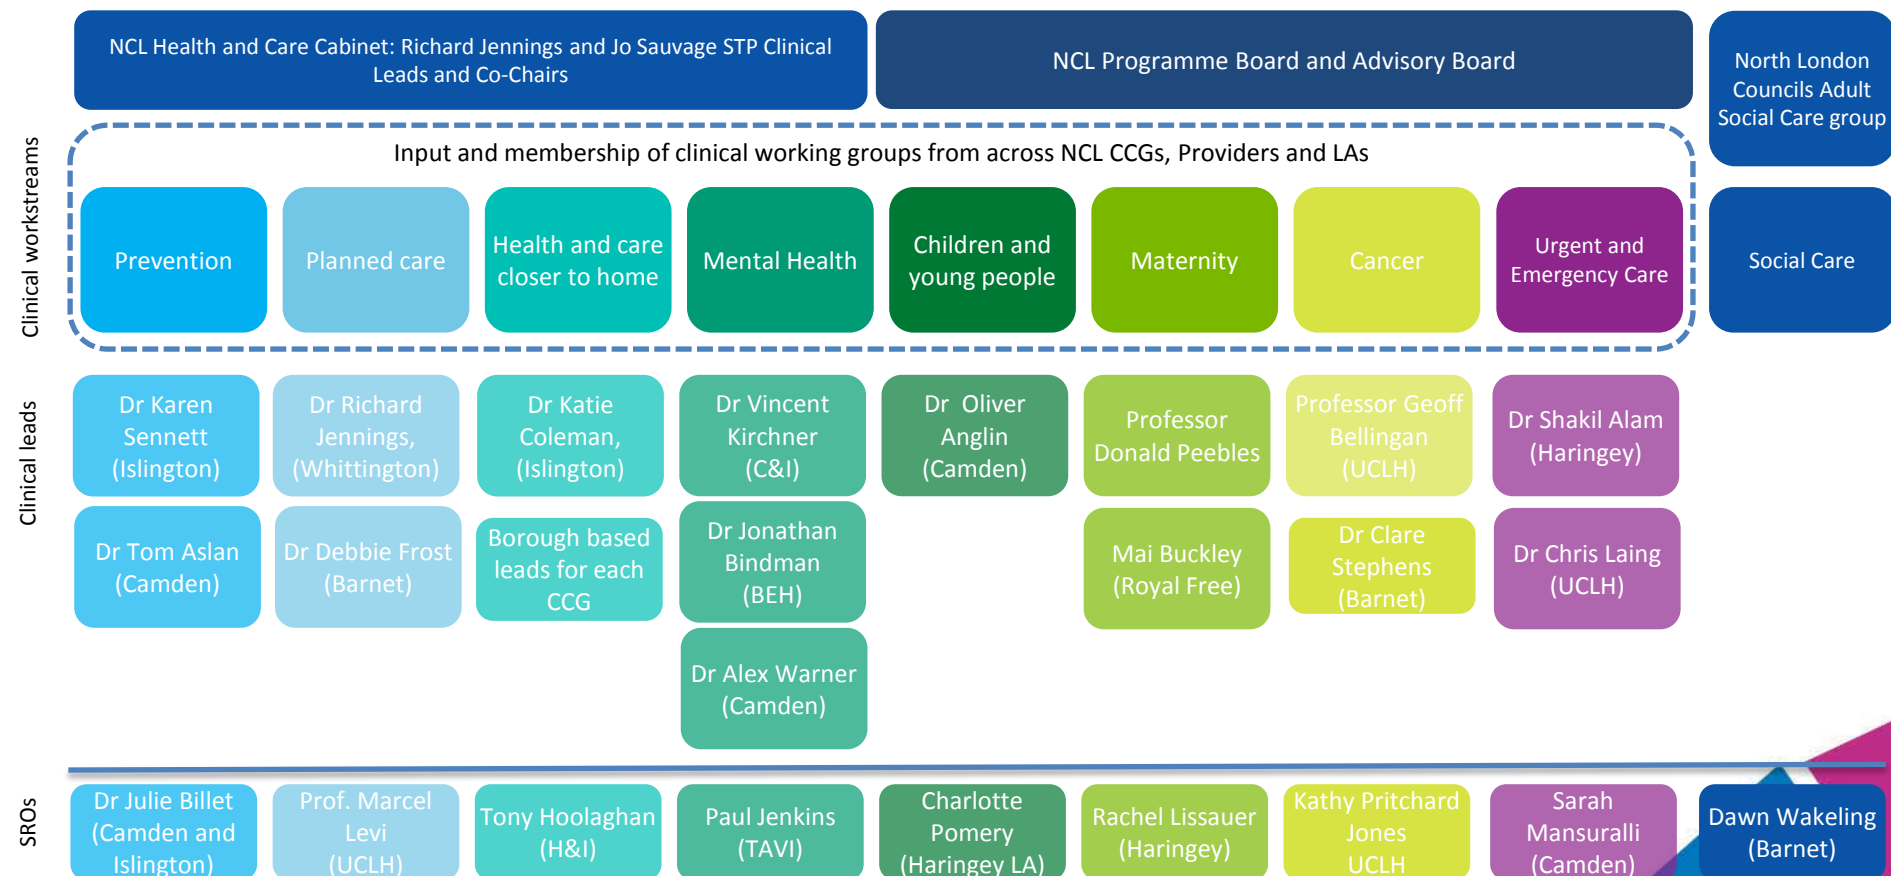 NCL Health and Care Cabinet: Richard Jennings and Jo Sauvage STP Clinical
Leads and Co-Chairs
NCL Programme Board and Advisory Board
North London
Councils Adult
Social Care group
Clinical workstreams
Input and membership of clinical working groups from across NCL CCGs, Providers and LAs
Prevention
Planned care
Health and care
closer to home
Mental Health
Children and
young people
Maternity
Cancer
Urgent and
Emergency Care
Social Care
Clinical leads
Dr Karen
Sennett
(Islington)
Dr Richard
Jennings,
(Whittington)
Dr Katie
Coleman,
(Islington)
Dr Vincent
Kirchner
(C&I)
Dr Oliver
Anglin
(Camden)
Professor
Donald Peebles
Professor Geoff
Bellingan
(UCLH)
Dr Shakil Alam
(Haringey)
Dr Tom Aslan
(Camden)
Dr Debbie Frost
(Barnet)
Borough based
leads for each
CCG
Dr Jonathan
Bindman
(BEH)
Mai Buckley
(Royal Free)
Dr Clare
Stephens
(Barnet)
Dr Chris Laing
(UCLH)
Dr Alex Warner
(Camden)
SROs
Dr Julie Billet
(Camden and
Islington)
Prof. Marcel
Levi
(UCLH)
Tony Hoolaghan
(H&I)
Paul Jenkins
(TAVI)
Charlotte
Pomery
(Haringey LA)
Rachel Lissauer
(Haringey)
Kathy Pritchard
Jones
UCLH
Sarah
Mansuralli
(Camden)
Dawn Wakeling
(Barnet)